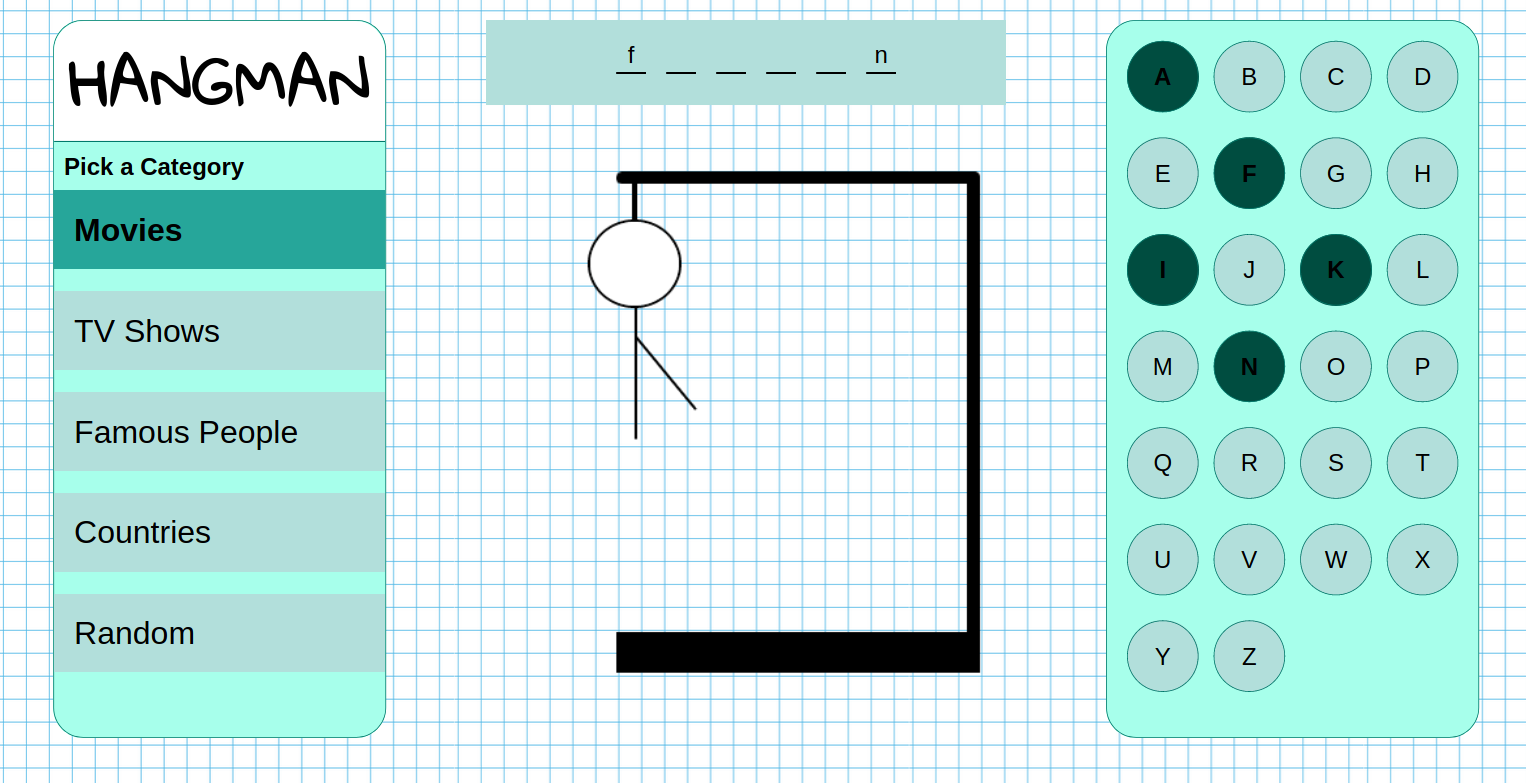 HANGMAN
Pick a Category
Movies
TV Shows
Famous People
Countries
Random
f n
A B C D
E F G H
I J K L
M N O P
Q R S T
U V W X
Y Z